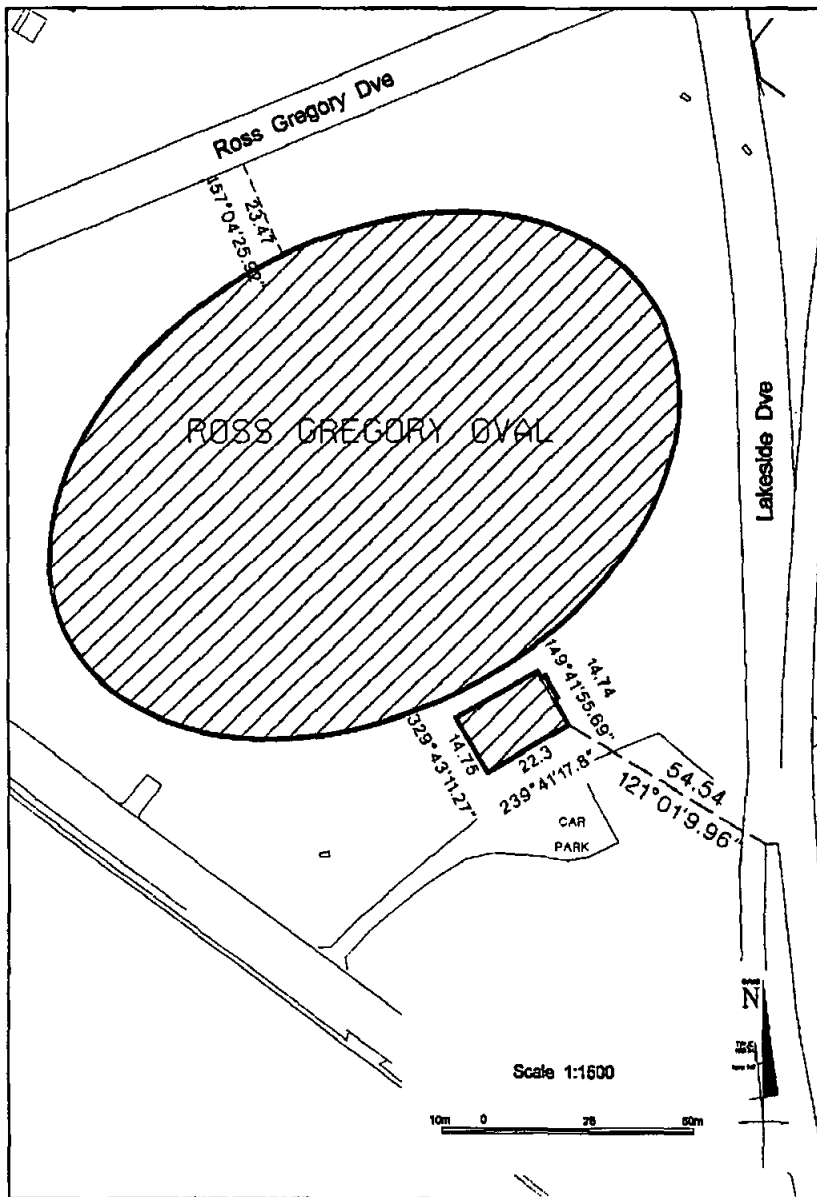 Ross Gregory Dve
23.47
157°04'25.92"
ROSS GREGORY OVAL
Lakeside Dve
14.74
149°41'55.69"
14.75
329°43'11.27"
22.3
239°41'17.8"
54.54
121°01'9.96"
CAR
PARK
N
Scale 1:1500
10m 0 25 50m